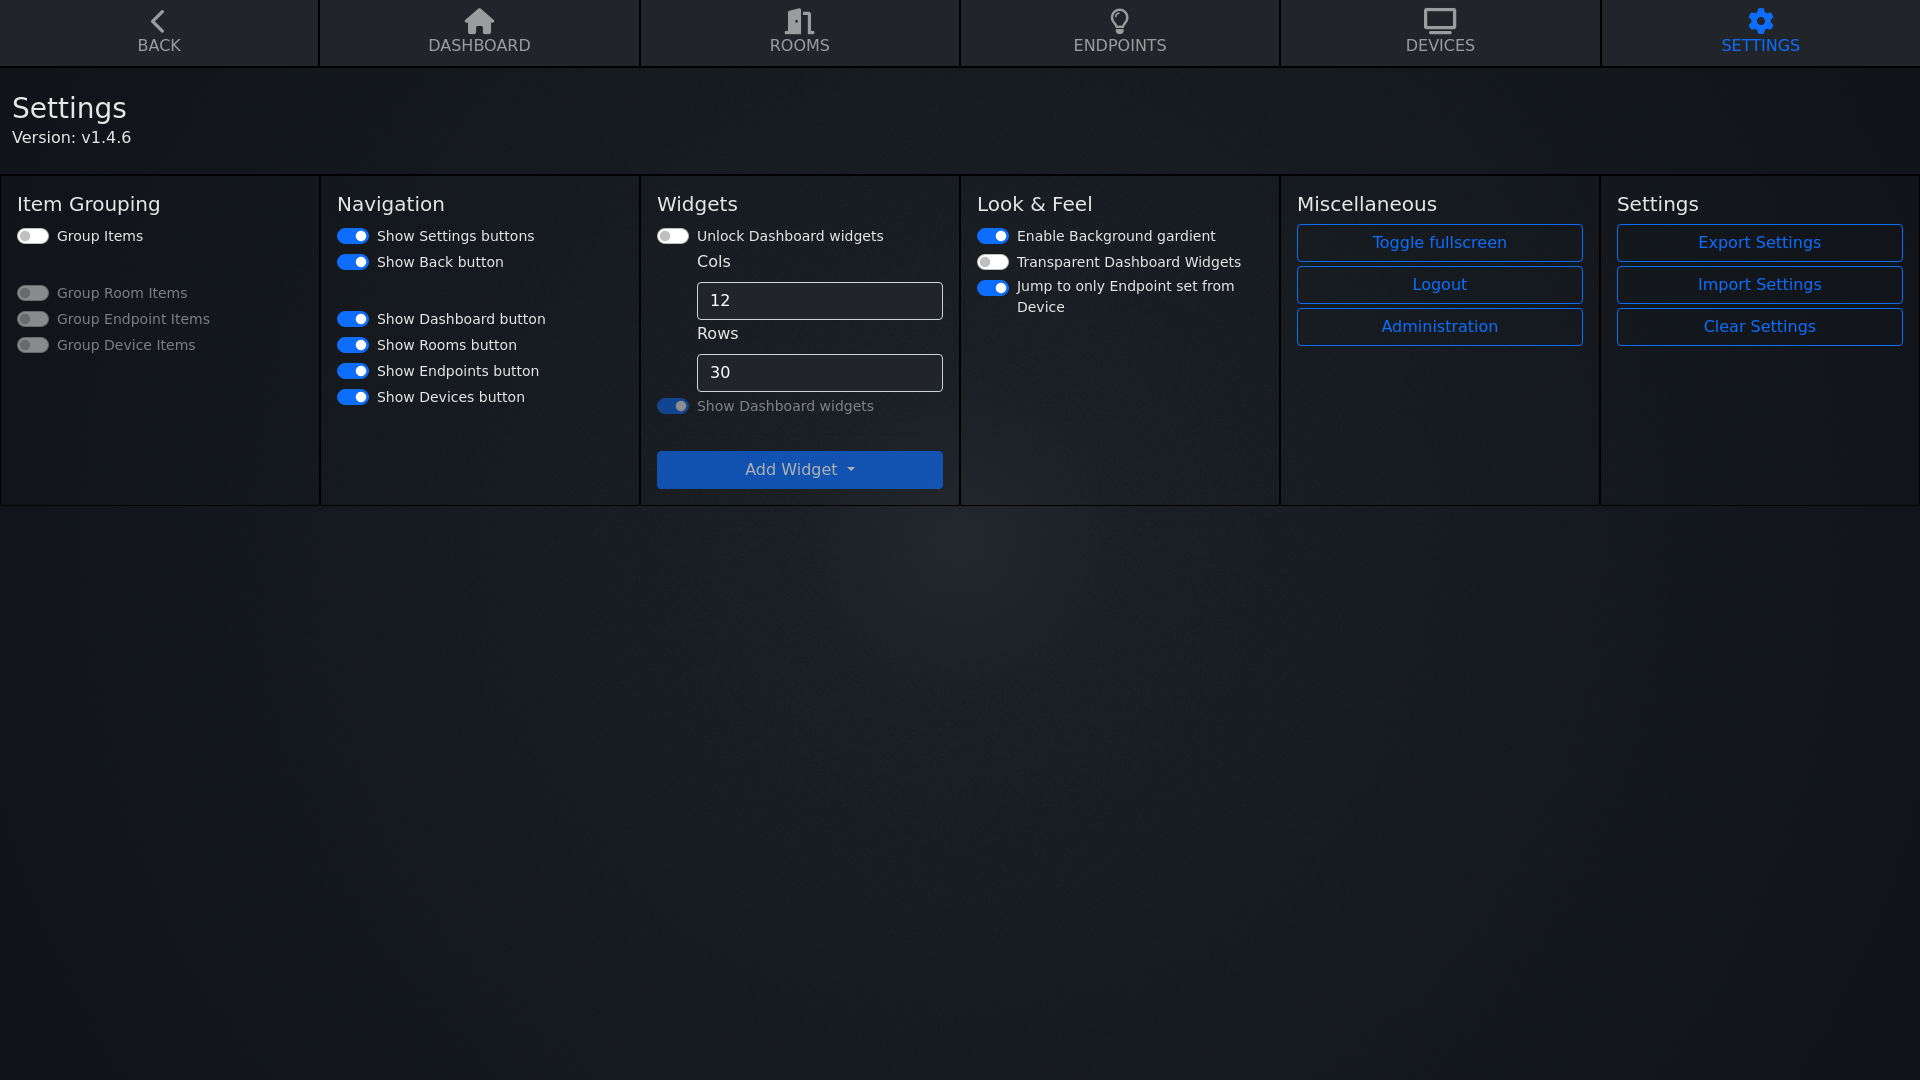 BACK
DASHBOARD
ROOMS
ENDPOINTS
DEVICES
SETTINGS
Settings
Version: v1.4.6
Item Grouping
Group Items
Group Room Items
Group Endpoint Items
Group Device Items
Navigation
Show Settings buttons
Show Back button
Show Dashboard button
Show Rooms button
Show Endpoints button
Show Devices button
Widgets
Unlock Dashboard widgets
Cols
12
Rows
30
Show Dashboard widgets
Add Widget
Look & Feel
Enable Background gardient
Transparent Dashboard Widgets
Jump to only Endpoint set from
Device
Miscellaneous
Toggle fullscreen
Logout
Administration
Settings
Export Settings
Import Settings
Clear Settings